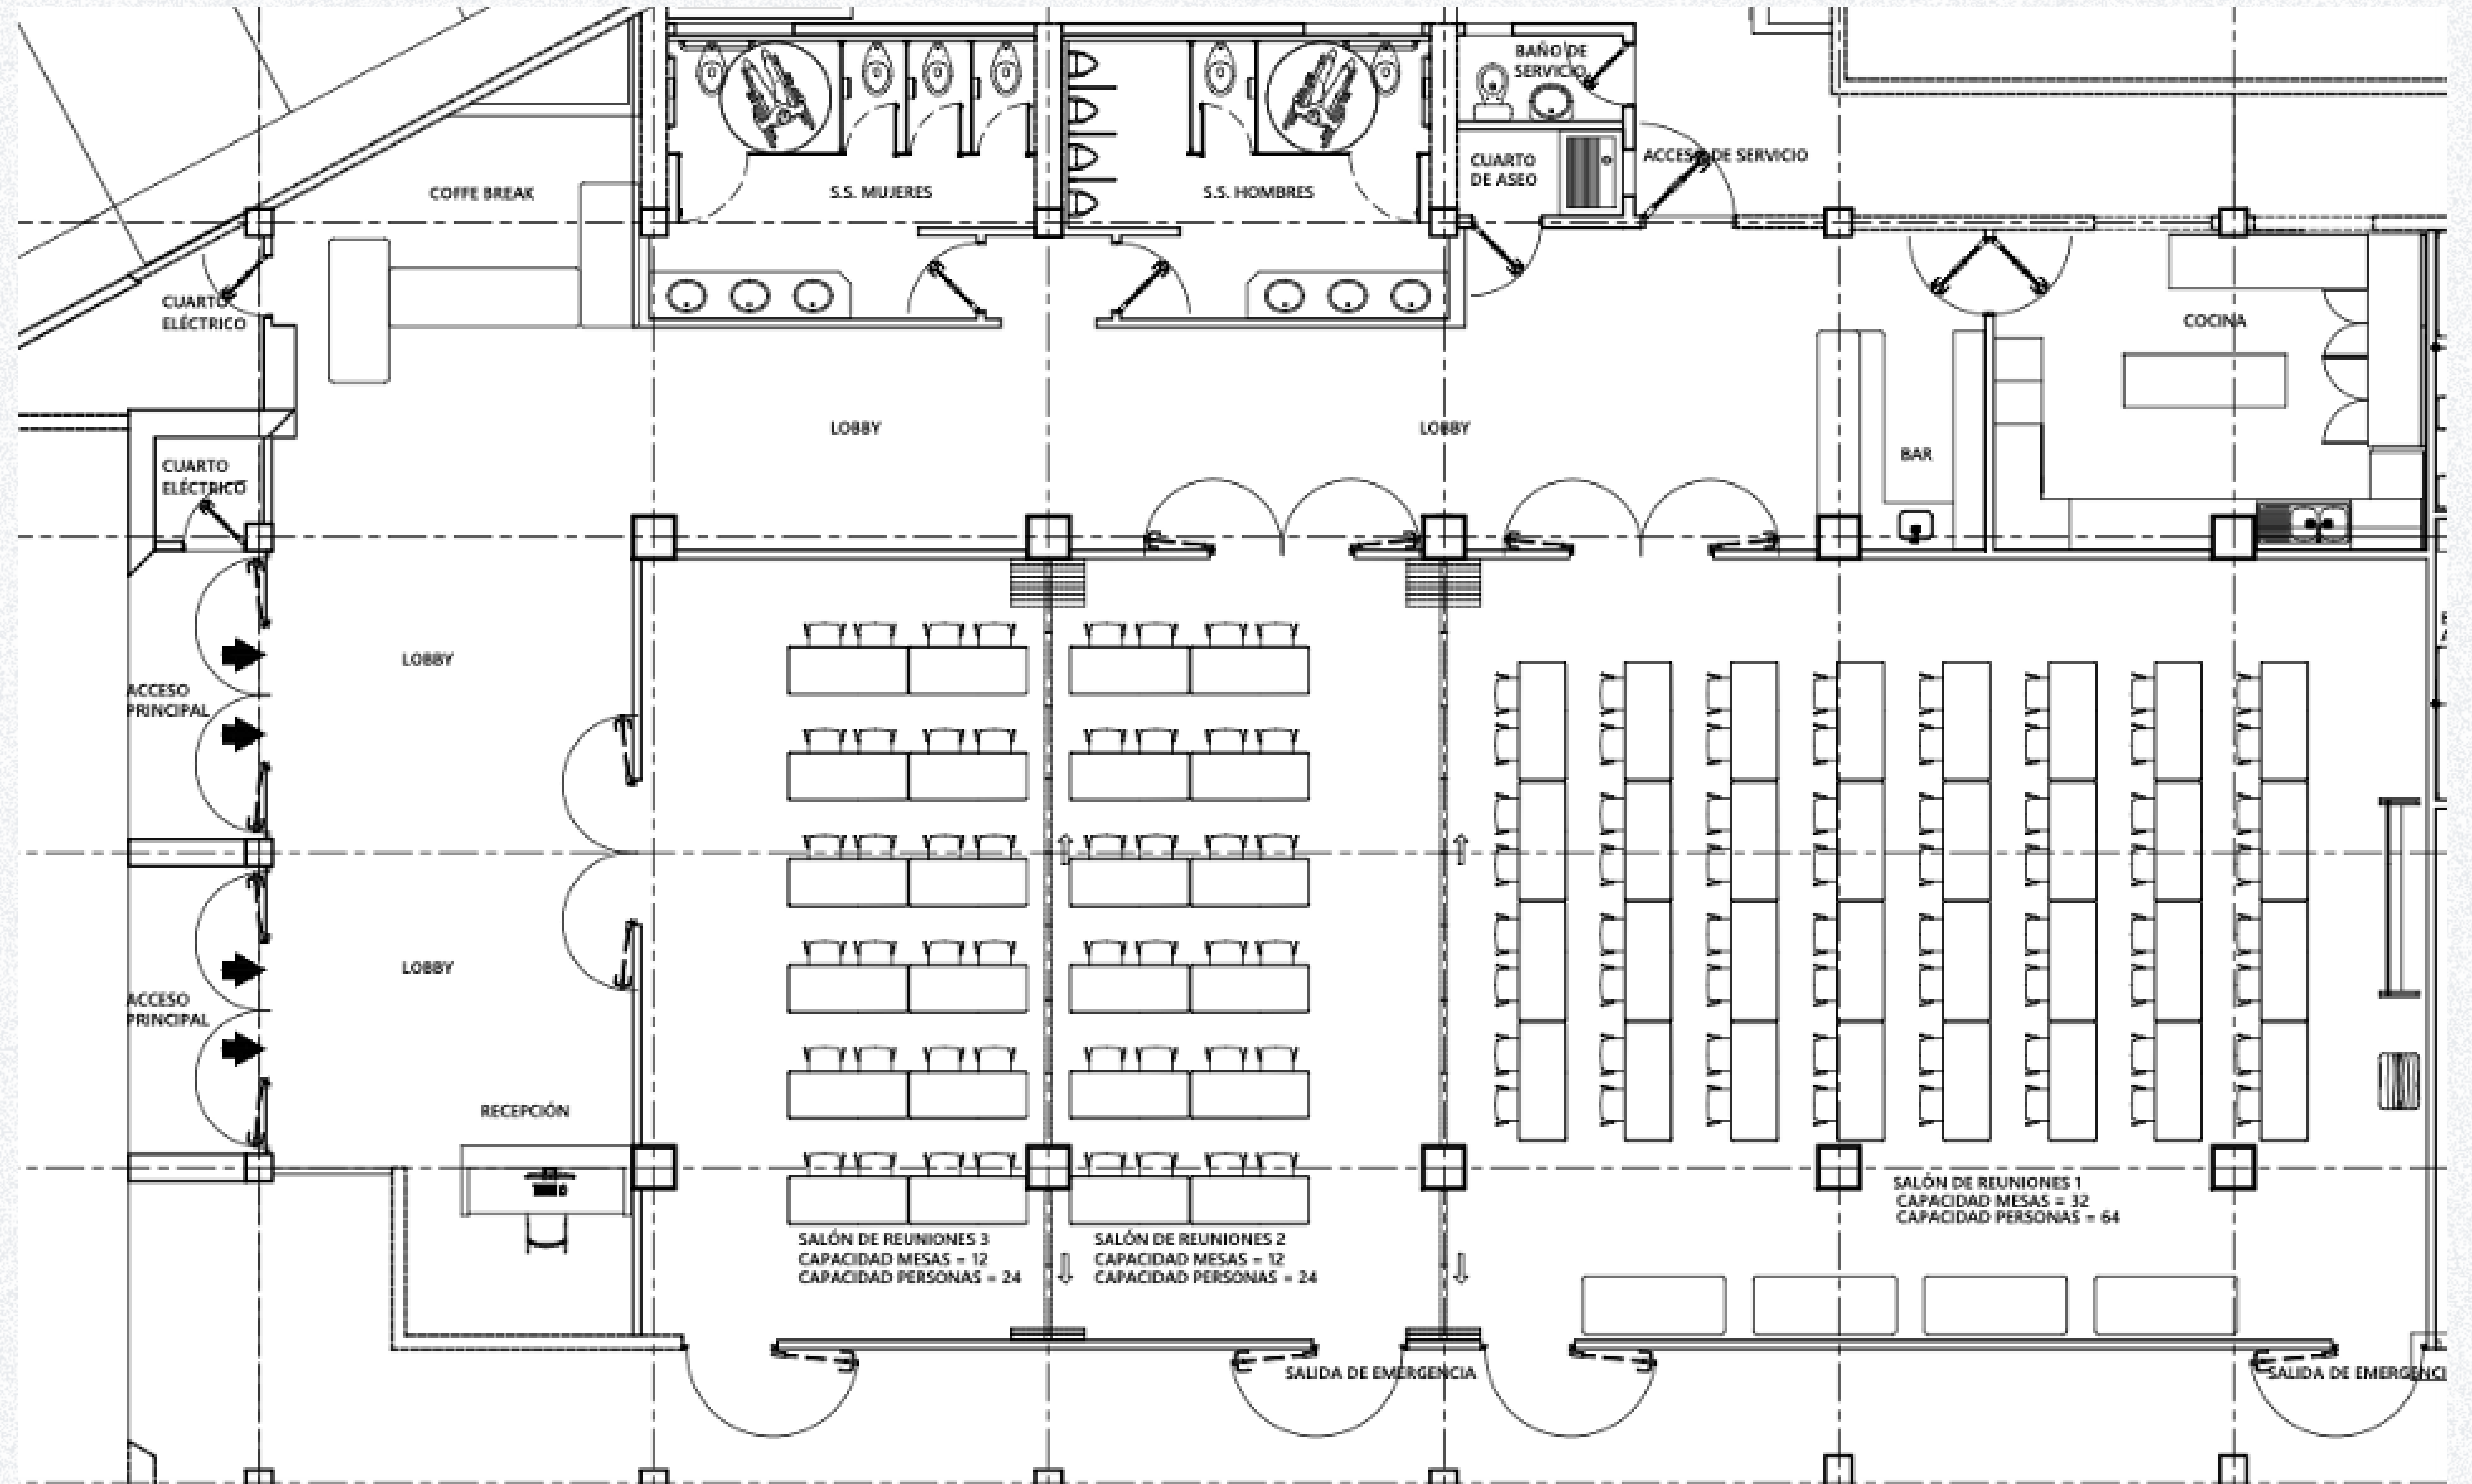 BAÑO DE
SERVICIO
COFFE BREAK
S.S. MUJERES
S.S. HOMBRES
CUARTO
DE ASEO
ACCESO DE SERVICIO
CUARTO
ELÉCTRICO
COCINA
LOBBY
LOBBY
BAR
CUARTO
ELÉCTRICO
LOBBY
ACCESO
PRINCIPAL
LOBBY
ACCESO
PRINCIPAL
RECEPCIÓN
SALÓN DE REUNIONES 1
CAPACIDAD MESAS = 32
CAPACIDAD PERSONAS = 64
SALÓN DE REUNIONES 3
CAPACIDAD MESAS = 12
CAPACIDAD PERSONAS = 24
SALÓN DE REUNIONES 2
CAPACIDAD MESAS = 12
CAPACIDAD PERSONAS = 24
SALIDA DE EMERGENCIA
SALIDA DE EMERGENCI